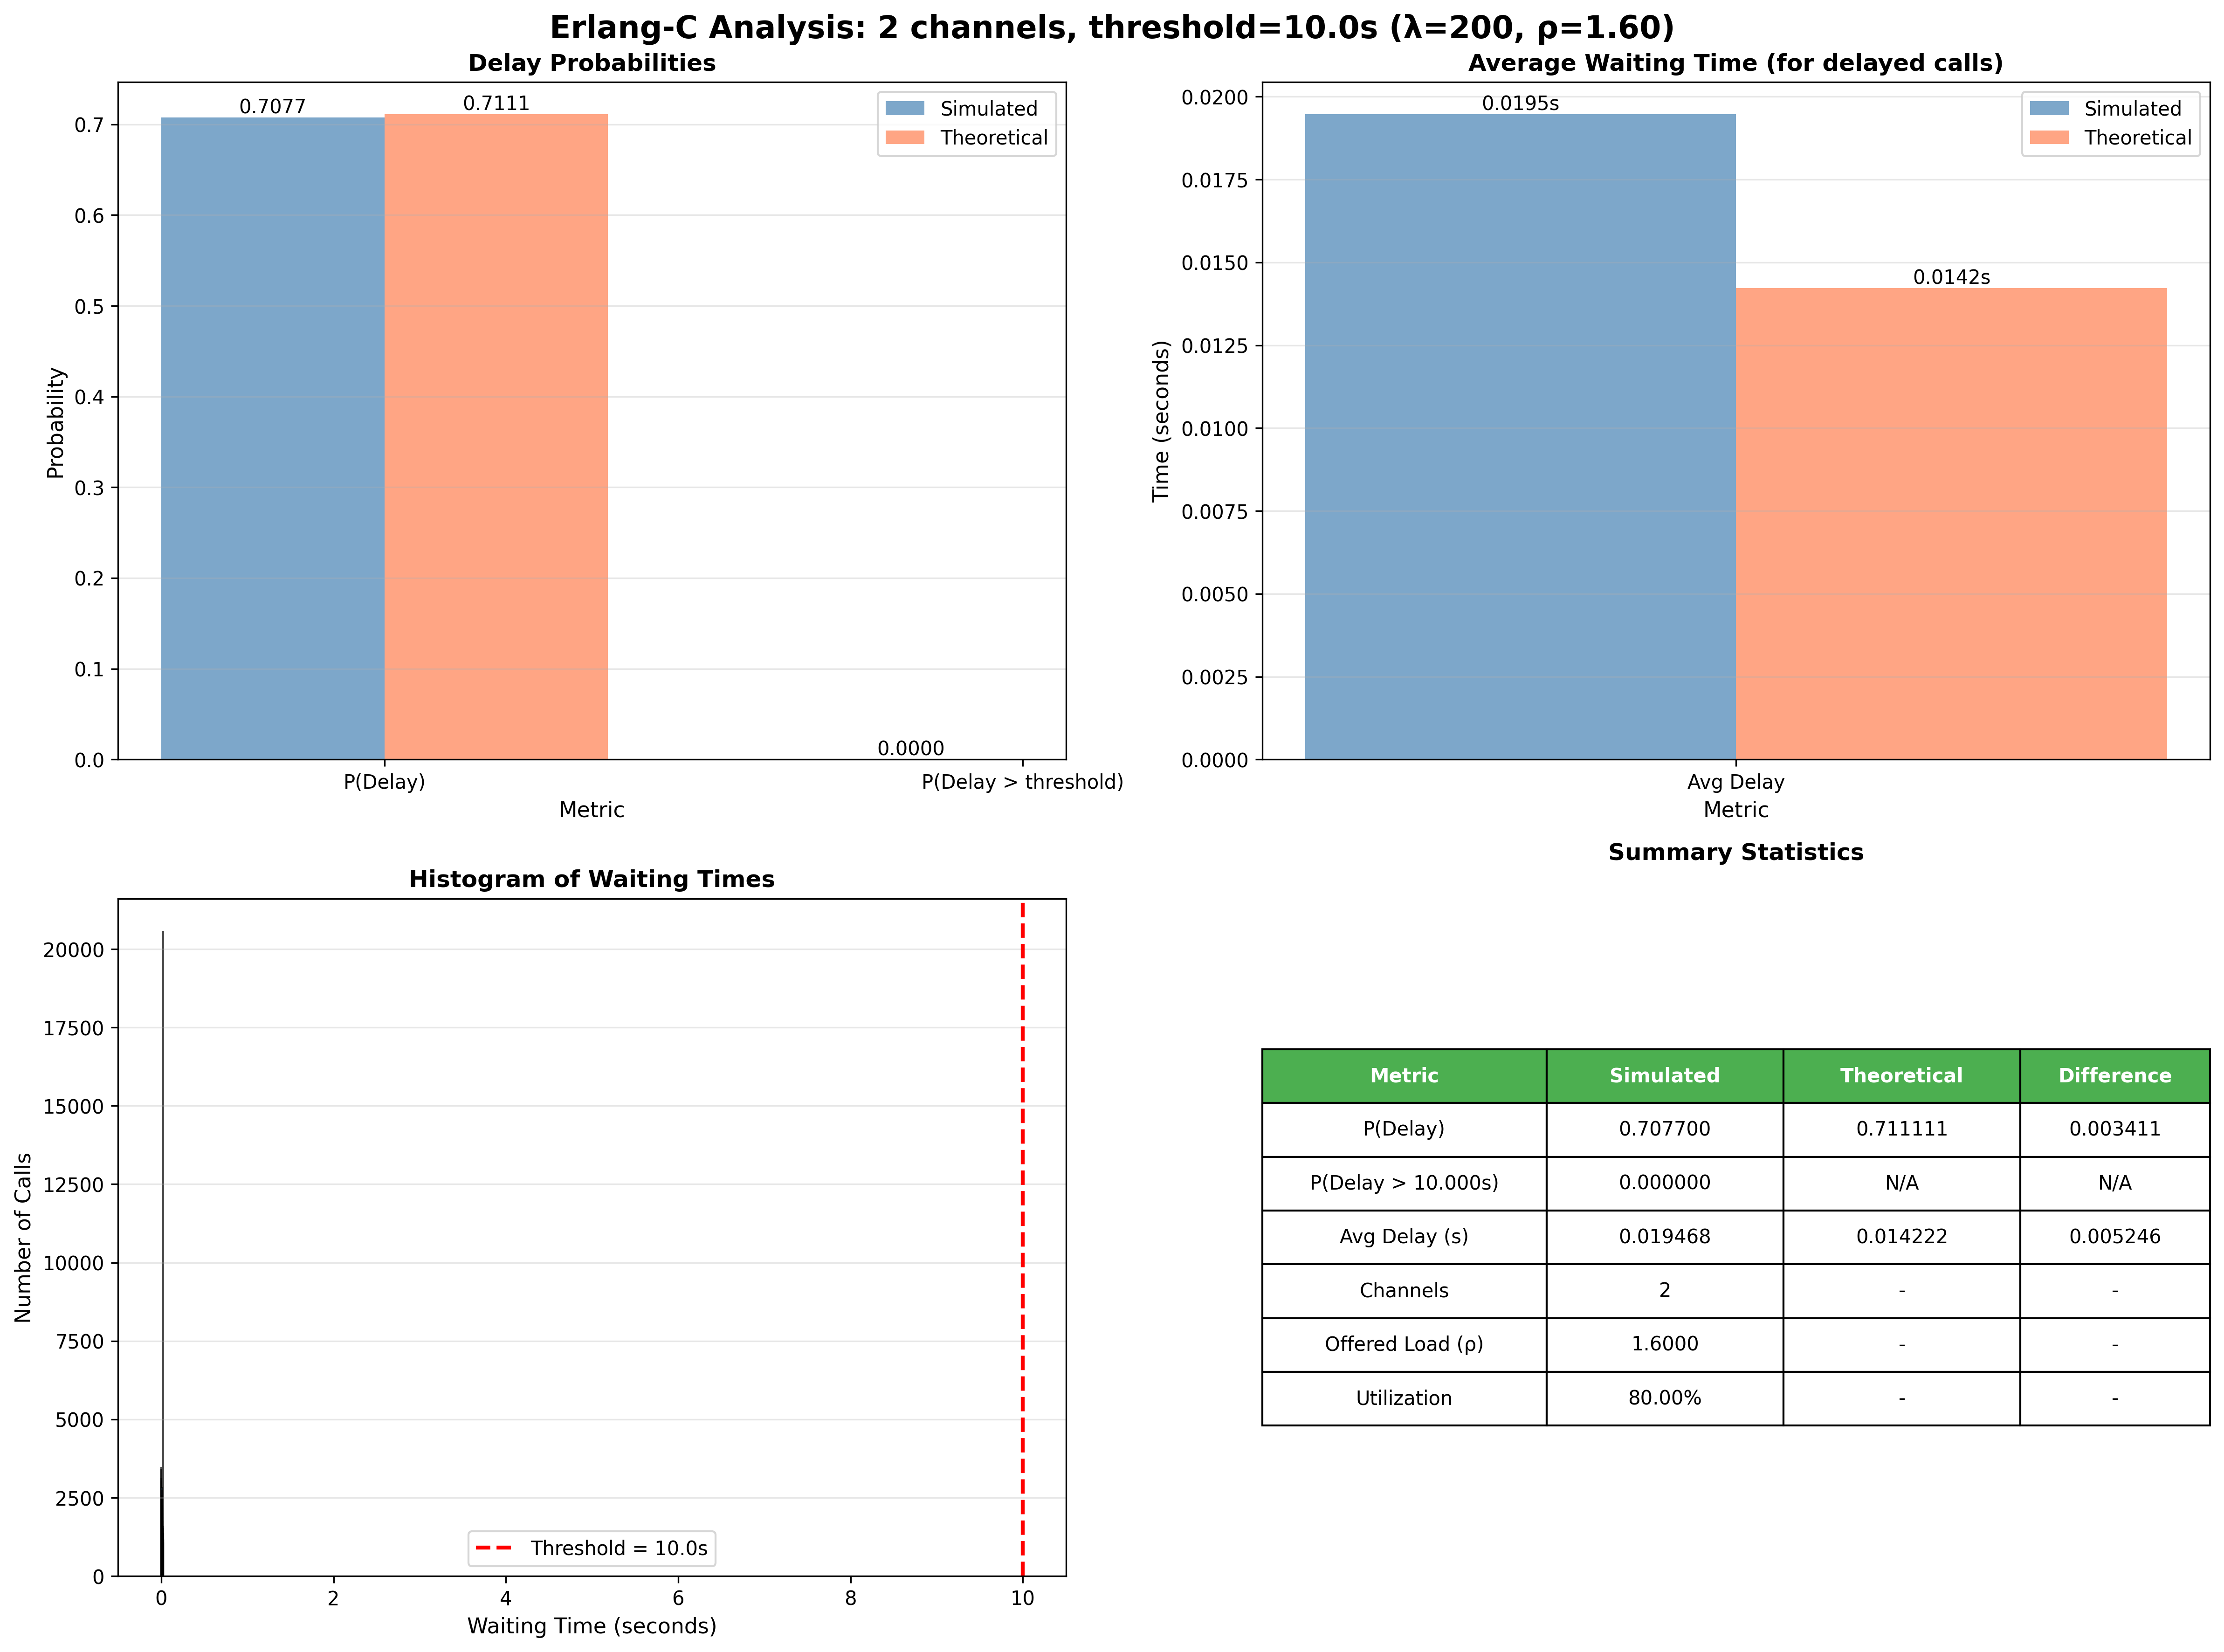 Erlang-C Analysis: 2 channels, threshold=10.0s (λ=200, ρ=1.60)
Delay Probabilities
0.7077
0.7111
0.0000
Simulated
Theoretical
0.7
0.6
0.5
0.4
0.3
0.2
0.1
0.0
Probability
P(Delay)
P(Delay > threshold)
Metric
Average Waiting Time (for delayed calls)
0.0195s
0.0142s
Simulated
Theoretical
0.0200
0.0175
0.0150
0.0125
0.0100
0.0075
0.0050
0.0025
0.0000
Time (seconds)
Avg Delay
Metric
Histogram of Waiting Times
20000
17500
15000
12500
10000
7500
5000
2500
0
Number of Calls
Threshold = 10.0s
0 2 4 6 8 10
Waiting Time (seconds)
Summary Statistics
Metric Simulated Theoretical Difference
P(Delay) 0.707700 0.711111 0.003411
P(Delay > 10.000s) 0.000000 N/A N/A
Avg Delay (s) 0.019468 0.014222 0.005246
Channels 2 - -
Offered Load (ρ) 1.6000 - -
Utilization 80.00% - -